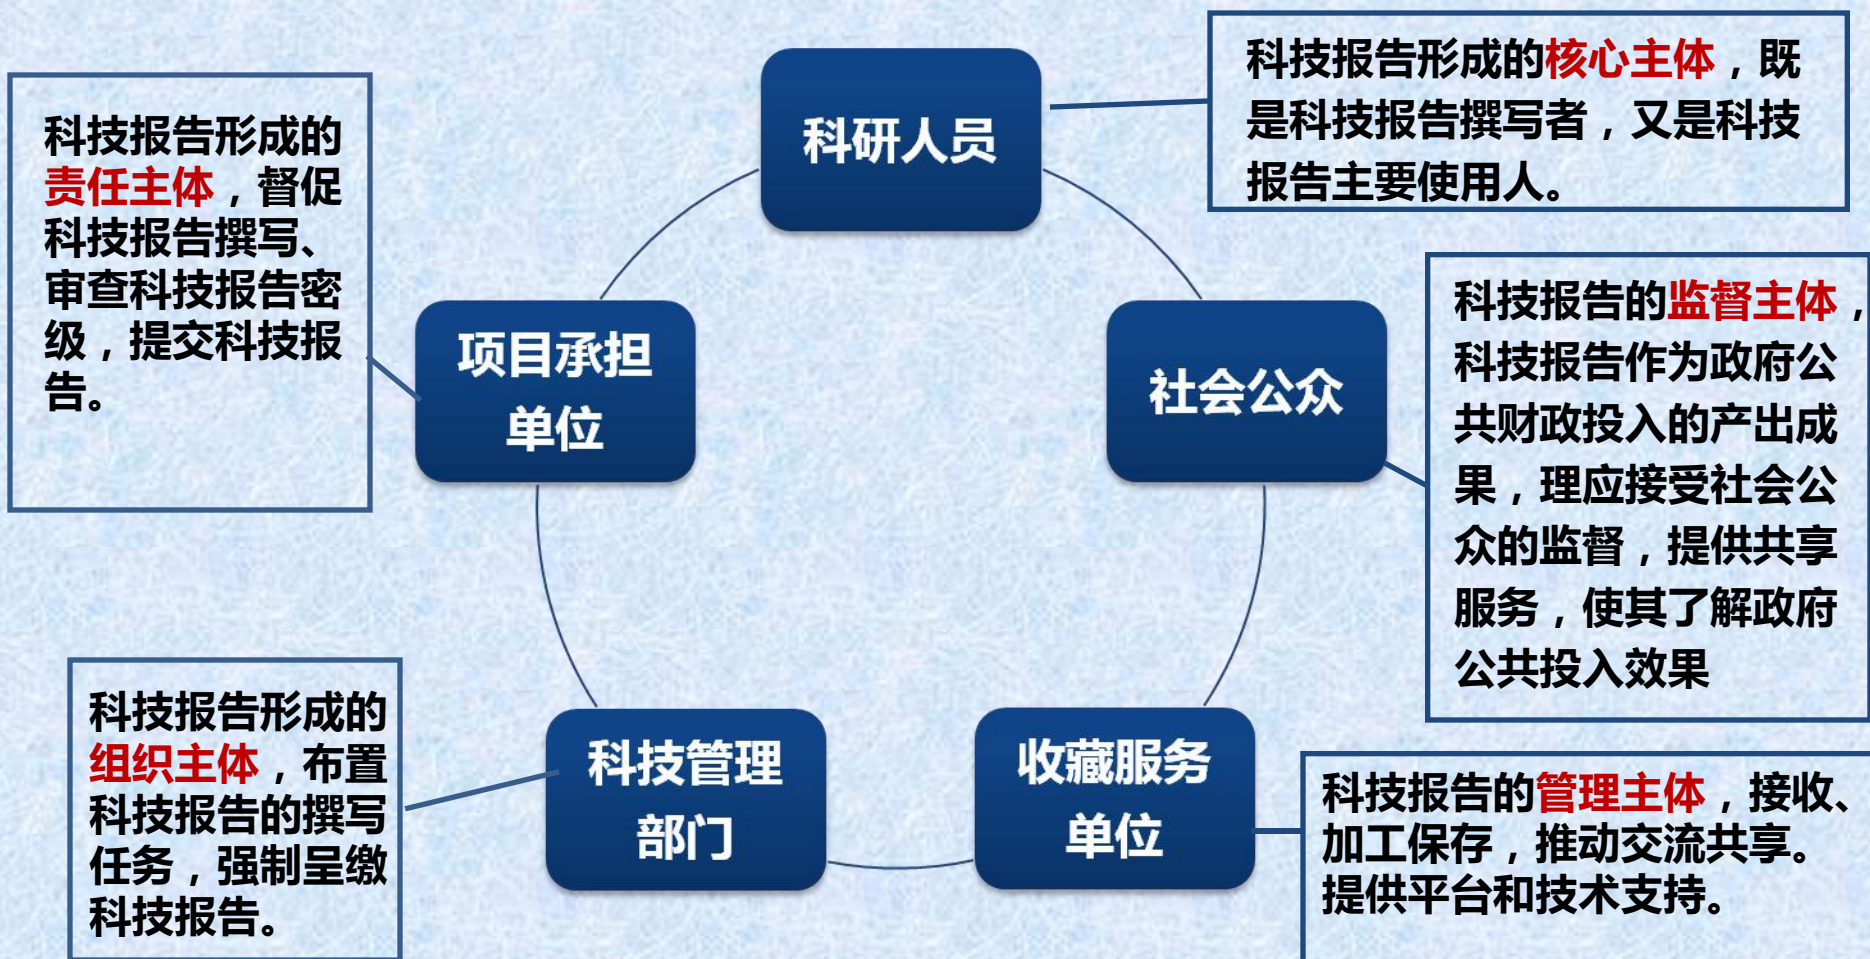 科研人员
科技报告形成的核心主体，既
是科技报告撰写者，又是科技
报告主要使用人。
科技报告形成的
责任主体，督促
科技报告撰写、
审查科技报告密
级，提交科技报
告。
项目承担
单位
社会公众
科技报告的监督主体，
科技报告作为政府公
共财政投入的产出成
果，理应接受社会公
众的监督，提供共享
服务，使其了解政府
公共投入效果
科技报告形成的
组织主体，布置
科技报告的撰写
任务，强制呈缴
科技报告。
科技管理
部门
收藏服务
单位
科技报告的管理主体，接收、
加工保存，推动交流共享。
提供平台和技术支持。